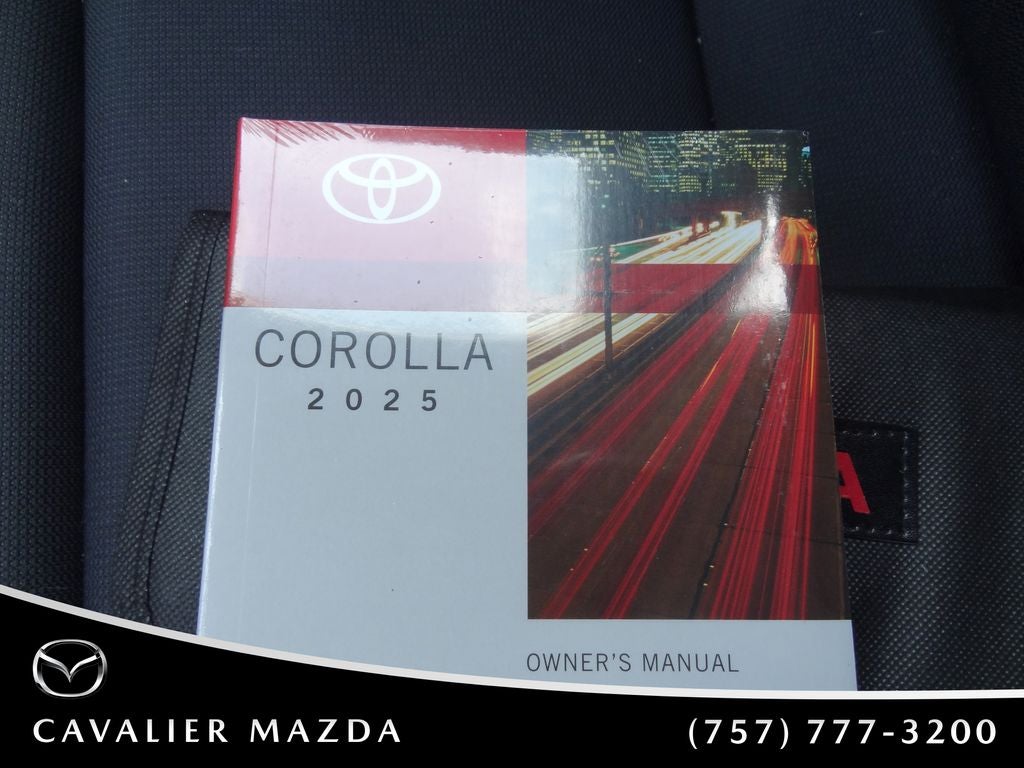 COROLLA
2025
A
OWNER'S MANUAL
CAVALIER MAZDA
(757) 777-3200